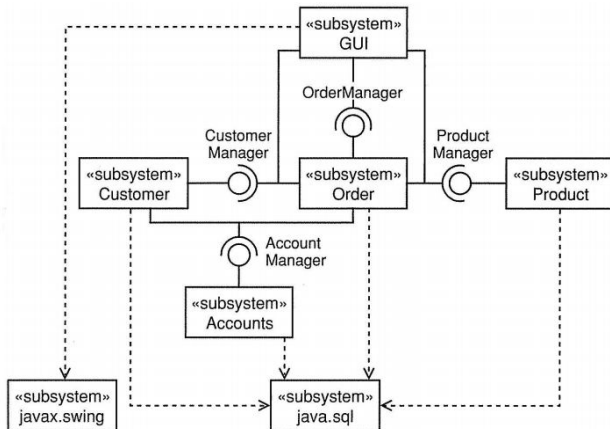 «subsystem»
GUI
OrderManager
Customer
Manager
Product
Manager
«subsystem»
Customer
«subsystem»
Order
«subsystem»
Product
Account
Manager
«subsystem»
Accounts
«subsystem»
javax.swing
«subsystem»
java.sql